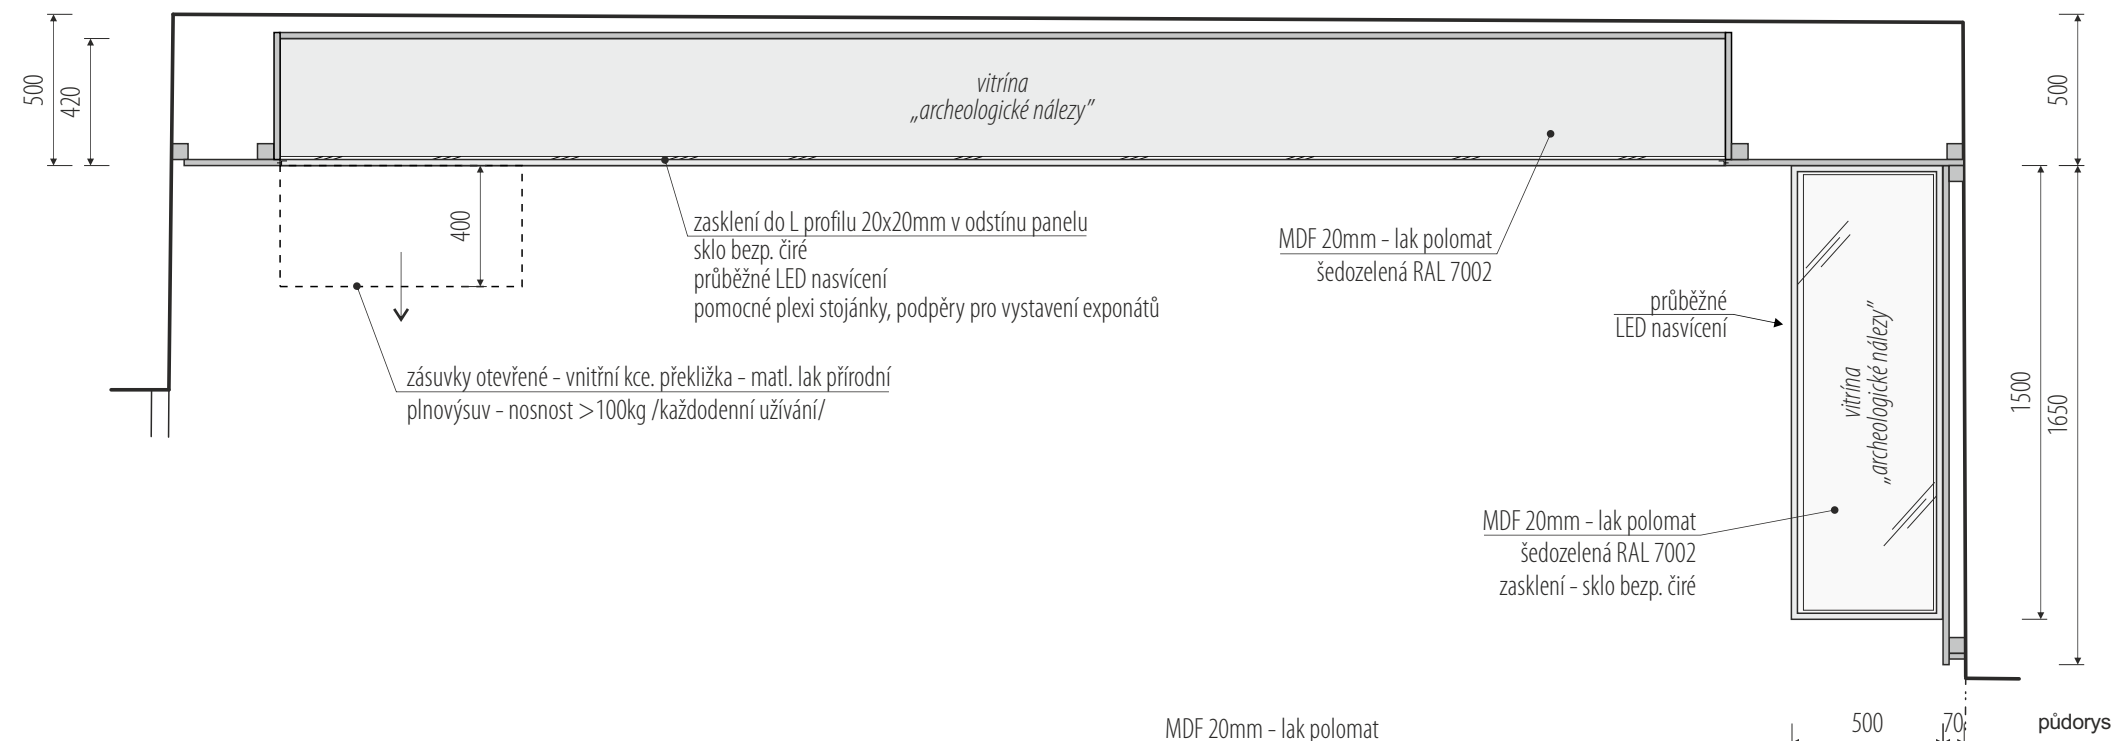 500
420
vitrína
„archeologické nálezy”
500
400
zasklení do L profilu 20x20mm v odstínu panelu
sklo bezp. čiré
průběžné LED nasvícení
pomocné plexi stojánky, podpěry pro vystavení exponátů
MDF 20mm - lak polomat
šedozelená RAL 7002
průběžné
LED nasvícení
zásuvky otevřené - vnitřní kce. překližka - matl. lak přírodní
plnovýsuv - nosnost >100kg /každodenní užívání/
vitrína
„archeologické nálezy”
1500
1650
MDF 20mm - lak polomat
šedozelená RAL 7002
zasklení - sklo bezp. čiré
MDF 20mm - lak polomat
500
70
půdorys